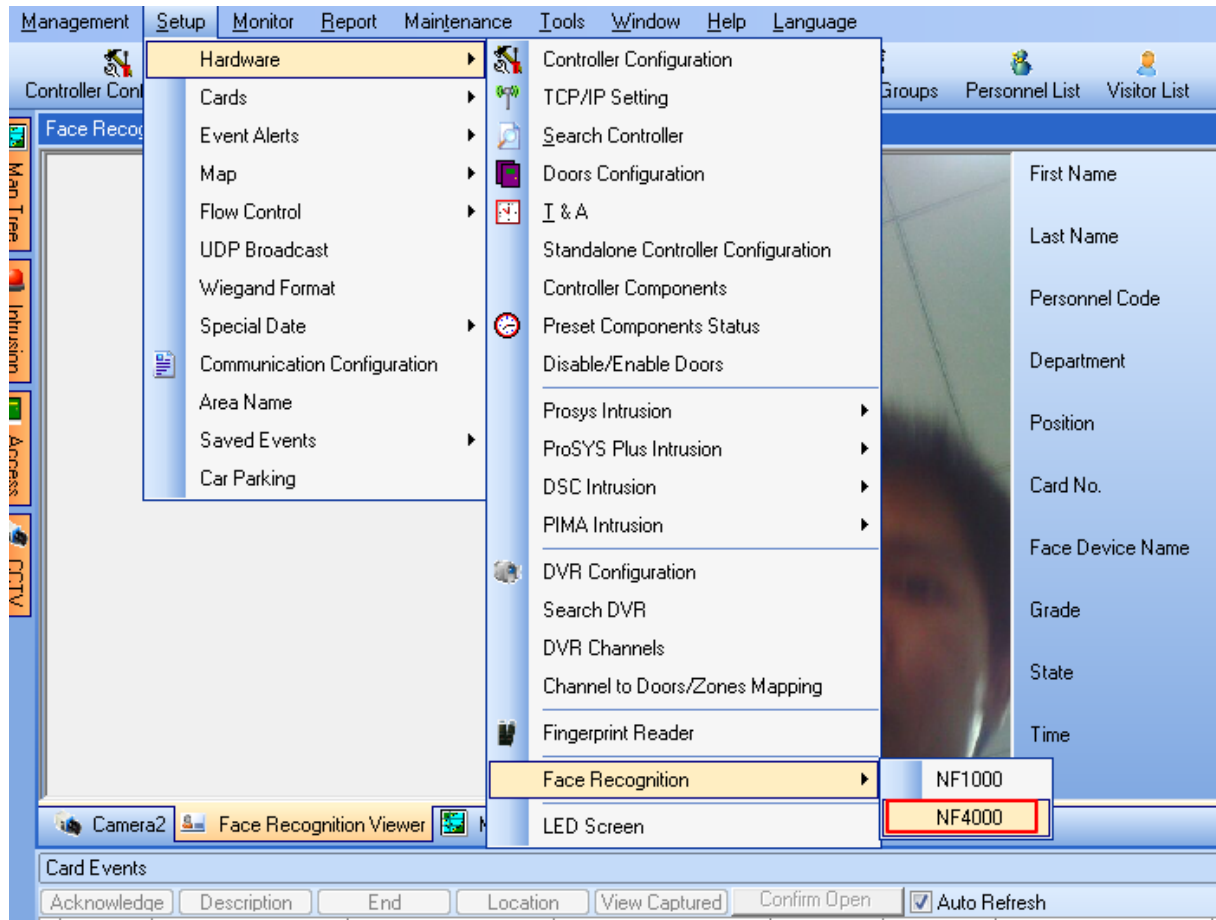 Management Setup Monitor Report Maintenance Tools Window Help Language
Controller Con
Groups Personnel List Visitor List
Face Recog
Map Tree
Intrusion
Access
CCTV
Hardware
Cards
Event Alerts
Map
Flow Control
UDP Broadcast
Wiegand Format
Special Date
Communication Configuration
Area Name
Saved Events
Car Parking
Controller Configuration
TCP/IP Setting
Search Controller
Doors Configuration
T & A
Standalone Controller Configuration
Controller Components
Preset Components Status
Disable/Enable Doors
Prosys Intrusion
ProSYS Plus Intrusion
DSC Intrusion
PIMA Intrusion
DVR Configuration
Search DVR
DVR Channels
Channel to Doors/Zones Mapping
Fingerprint Reader
Face Recognition
LED Screen
NF1000
NF4000
First Name
Last Name
Personnel Code
Department
Position
Card No.
Face Device Name
Grade
State
Time
Camera2 Face Recognition Viewer M
Card Events
Acknowledge Description End Location View Captured Confirm Open Auto Refresh